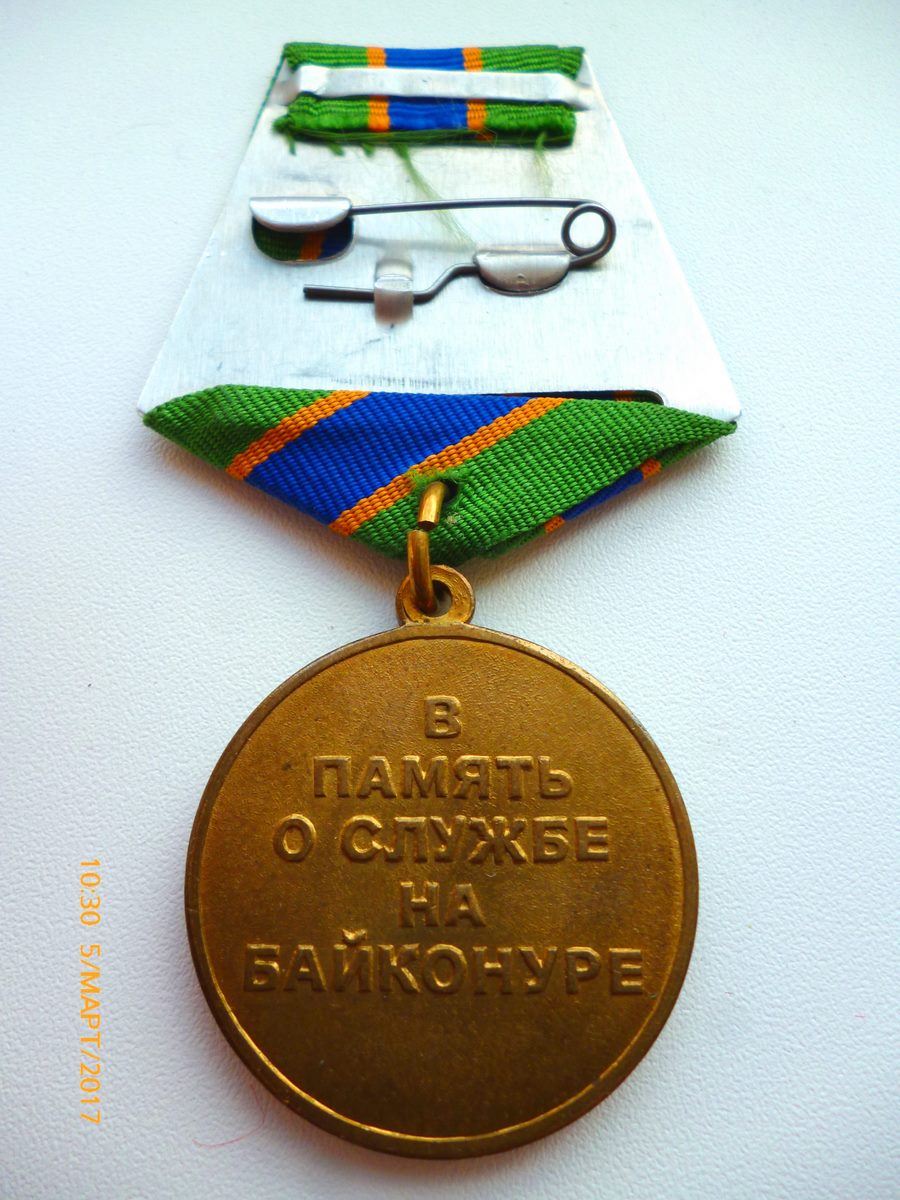 В
ПАМЯТЬ
О СЛУЖБЕ
НА
БАЙКОНУРЕ
10:30 5/МАРТ/2017